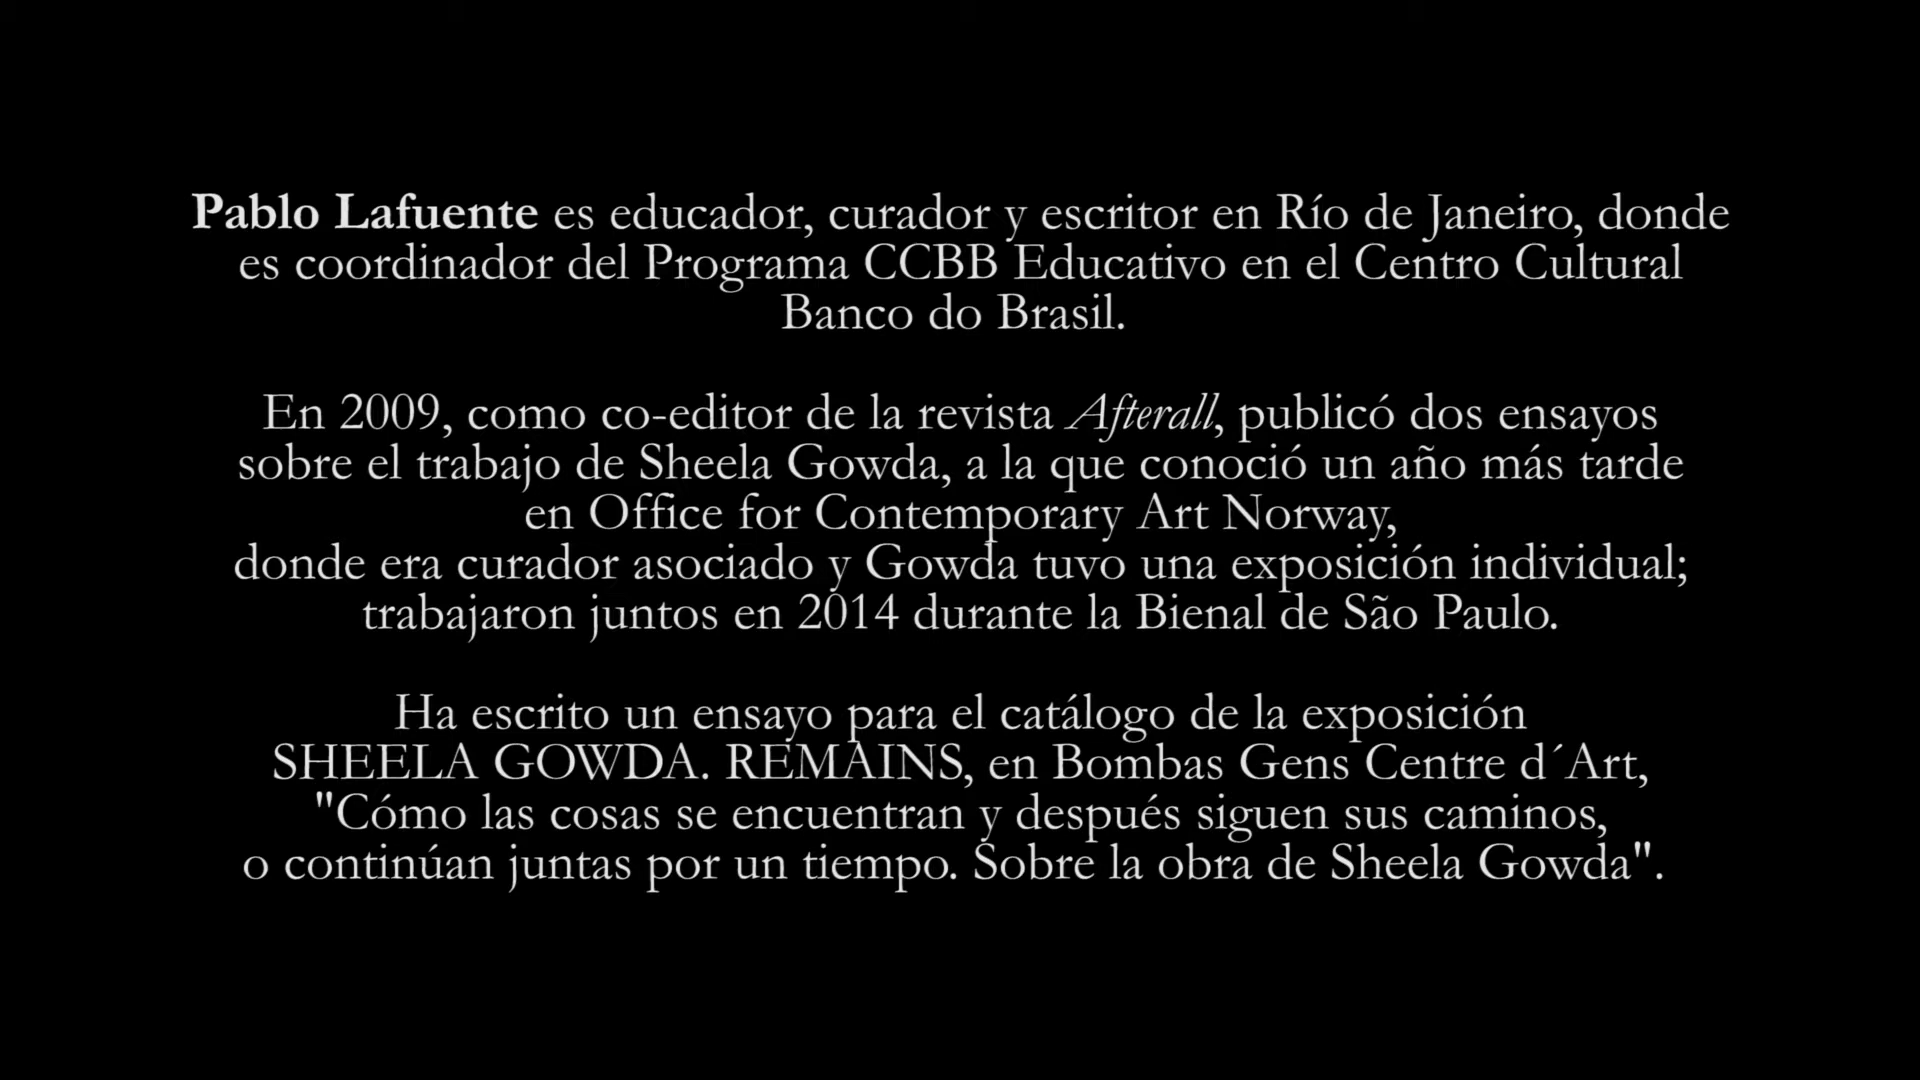 Pablo Lafuente es educador, curador y escritor en Río de Janeiro, donde
es coordinador del Programa CCBB Educativo en el Centro Cultural
Banco do Brasil.
En 2009, como co-editor de la revista Afterall, publicó dos ensayos
sobre el trabajo de Sheela Gowda, a la que conoció un año más tarde
en Office for Contemporary Art Norway,
donde era curador asociado y Gowda tuvo una exposición individual;
trabajaron juntos en 2014 durante la Bienal de São Paulo.
Ha escrito un ensayo para el catálogo de la exposición
SHEELA GOWDA. REMAINS, en Bombas Gens Centre d´Art,
"Cómo las cosas se encuentran y después siguen sus caminos,
o continúan juntas por un tiempo. Sobre la obra de Sheela Gowda".